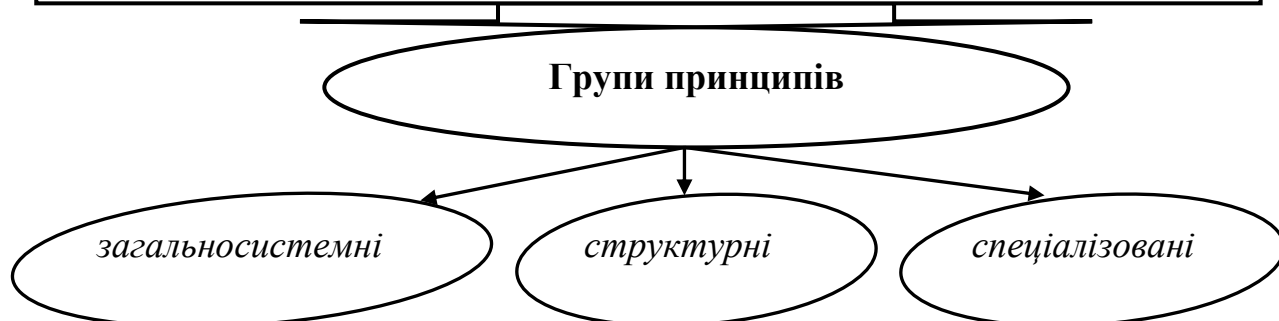 Групи принципів
загальносистемні
структурні
спеціалізовані